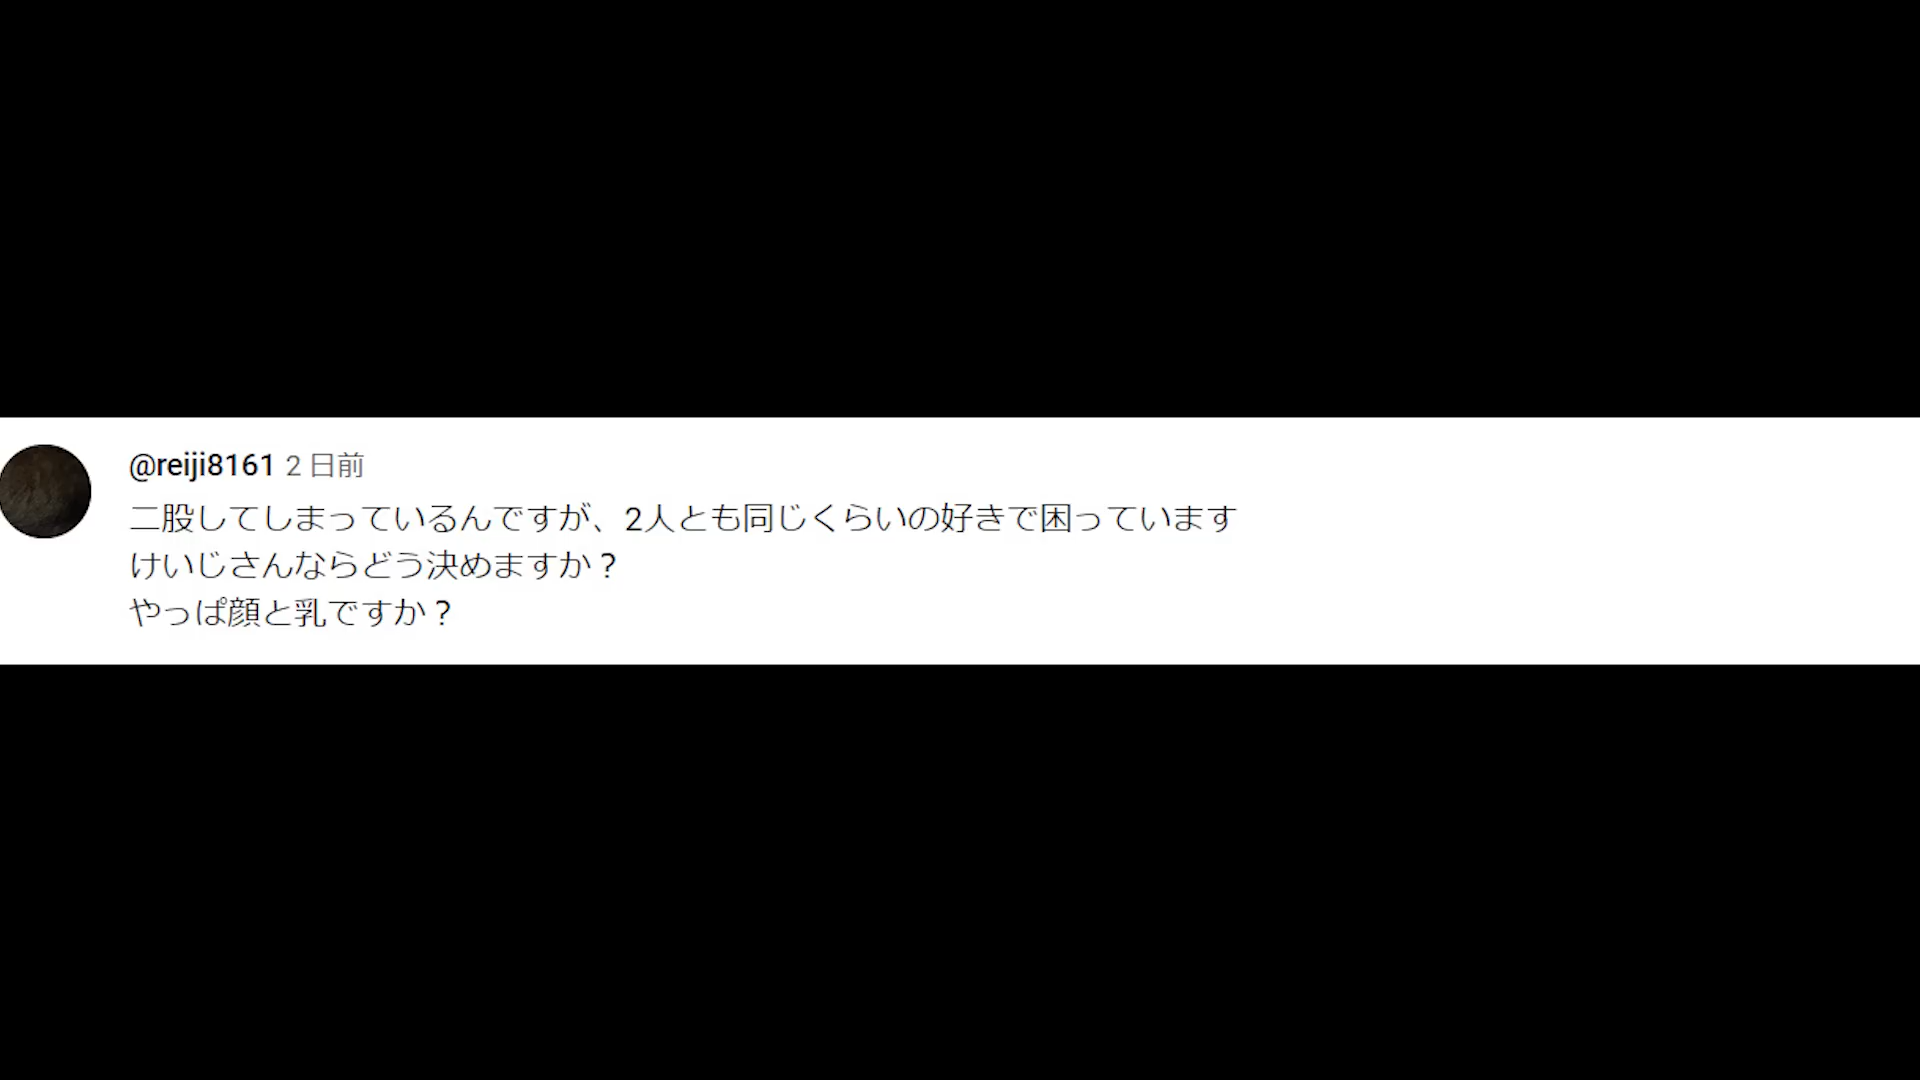 @reiji8161 2 日前
二股してしまっているんですが、2人とも同じくらいの好きで困っています
けいじさんならどう決めますか？
やっぱ顔と乳ですか？